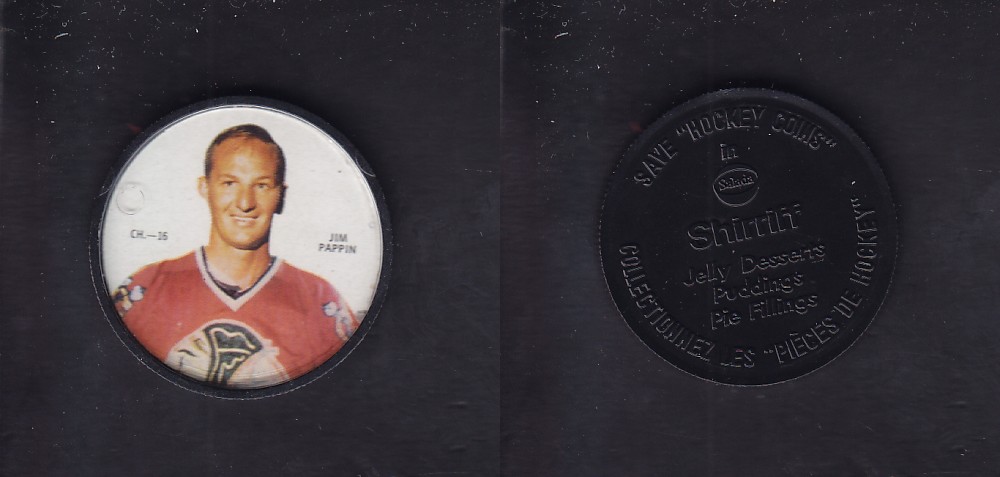 CH.—16
JIM
PAPPIN
SAVE "HOCKEY COINS"
in
Salada
Shirriff
Jelly Desserts
Puddings
Pie Fillings
COLLECTIONNEZ LES "PIÈCES DE HOCKEY"